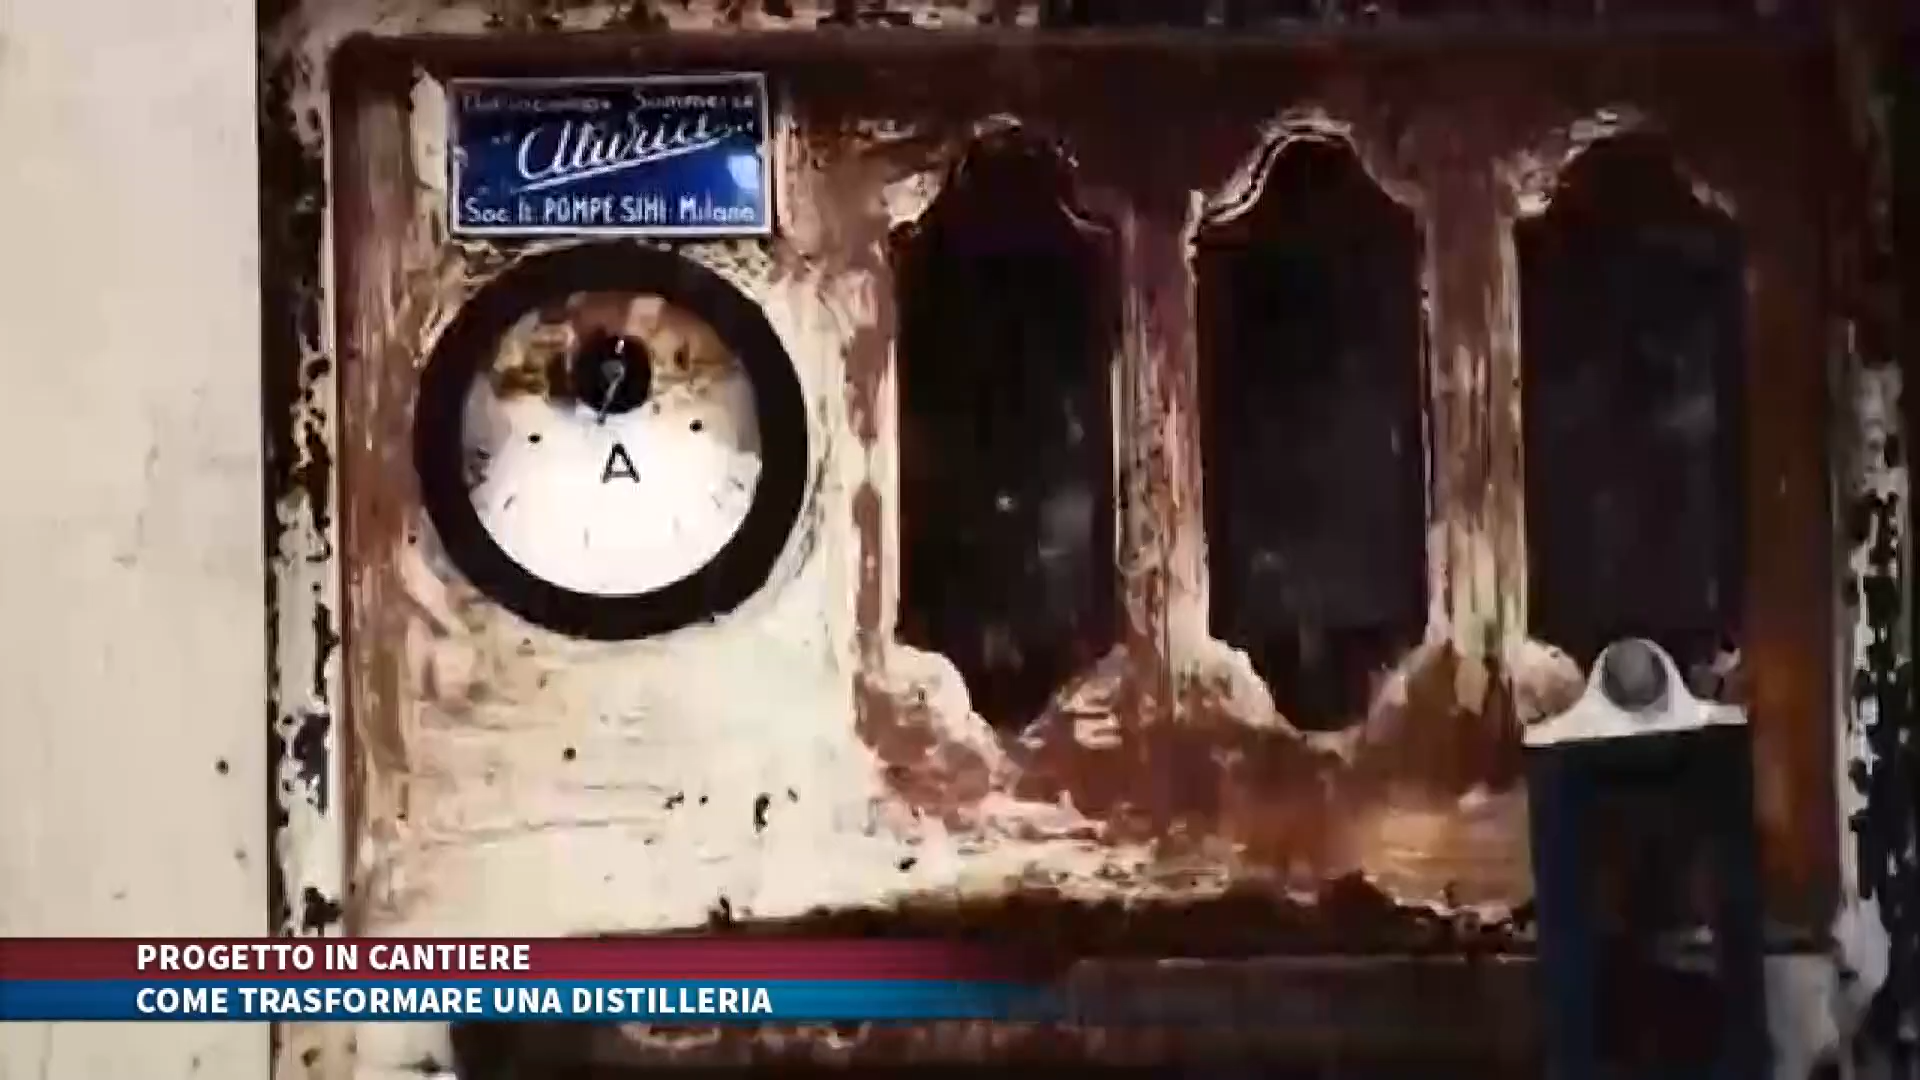 Soc. It. POMPE SIHI Milano
A
PROGETTO IN CANTIERE
COME TRASFORMARE UNA DISTILLERIA